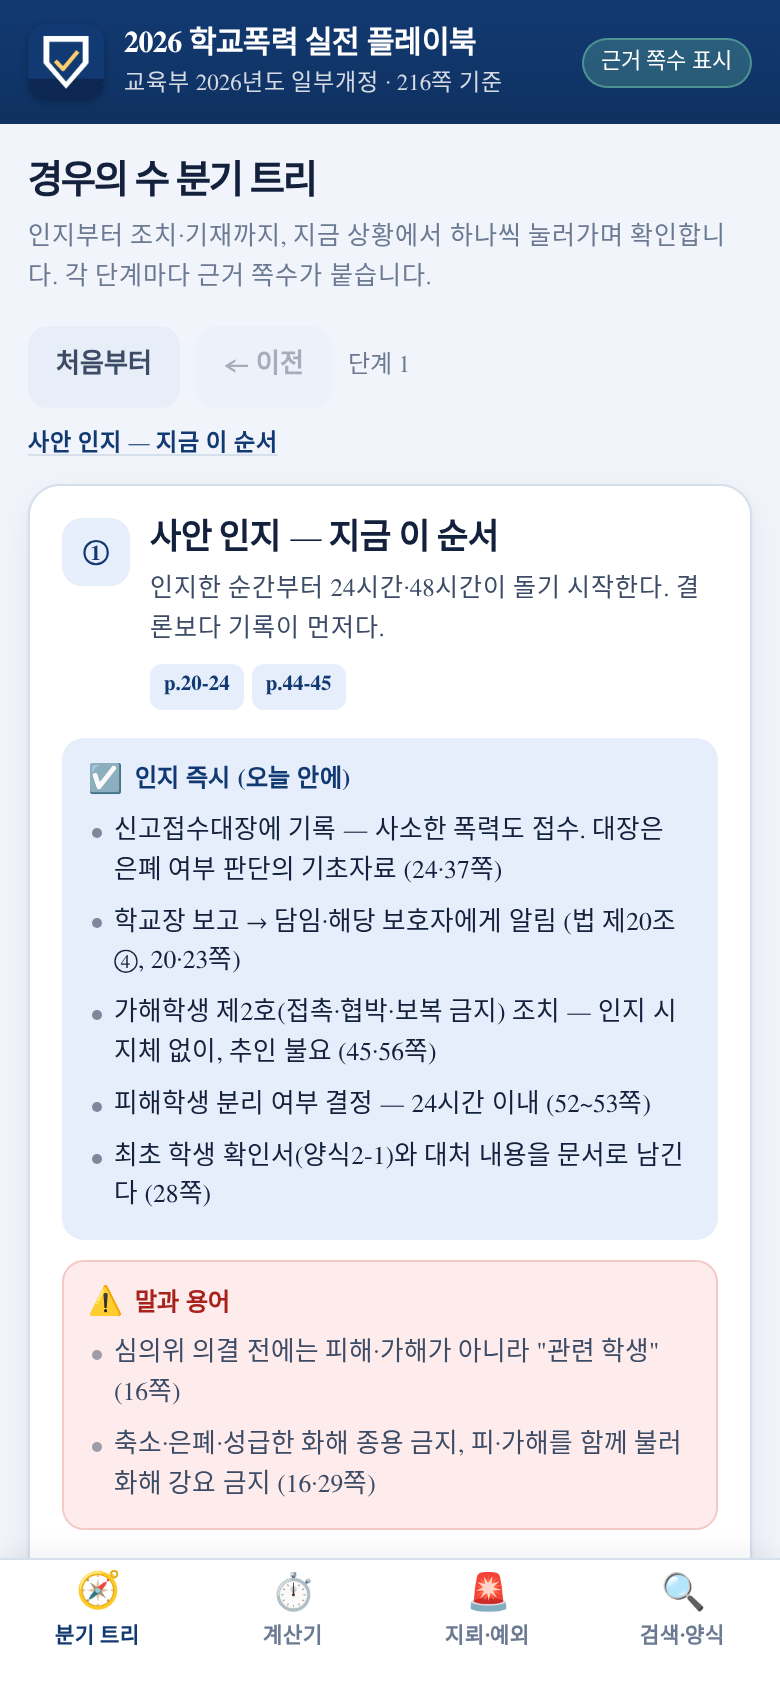 2026 학교폭력 실전 플레이북
교육부 2026년도 일부개정 · 216쪽 기준
근거 쪽수 표시
경우의 수 분기 트리
인지부터 조치·기재까지, 지금 상황에서 하나씩 눌러가며 확인합니
다. 각 단계마다 근거 쪽수가 붙습니다.
처음부터
← 이전
단계 1
사안 인지 — 지금 이 순서
①
사안 인지 — 지금 이 순서
인지한 순간부터 24시간·48시간이 돌기 시작한다. 결
론보다 기록이 먼저다.
p.20-24
p.44-45
인지 즉시 (오늘 안에)
신고접수대장에 기록 — 사소한 폭력도 접수. 대장은
은폐 여부 판단의 기초자료 (24·37쪽)
학교장 보고 → 담임·해당 보호자에게 알림 (법 제20조
④, 20·23쪽)
가해학생 제2호(접촉·협박·보복 금지) 조치 — 인지 시
지체 없이, 추인 불요 (45·56쪽)
피해학생 분리 여부 결정 — 24시간 이내 (52~53쪽)
최초 학생 확인서(양식2-1)와 대처 내용을 문서로 남긴
다 (28쪽)
말과 용어
심의위 의결 전에는 피해·가해가 아니라 "관련 학생"
(16쪽)
축소·은폐·성급한 화해 종용 금지, 피·가해를 함께 불러
화해 강요 금지 (16·29쪽)
분기 트리
계산기
지뢰·예외
검색·양식